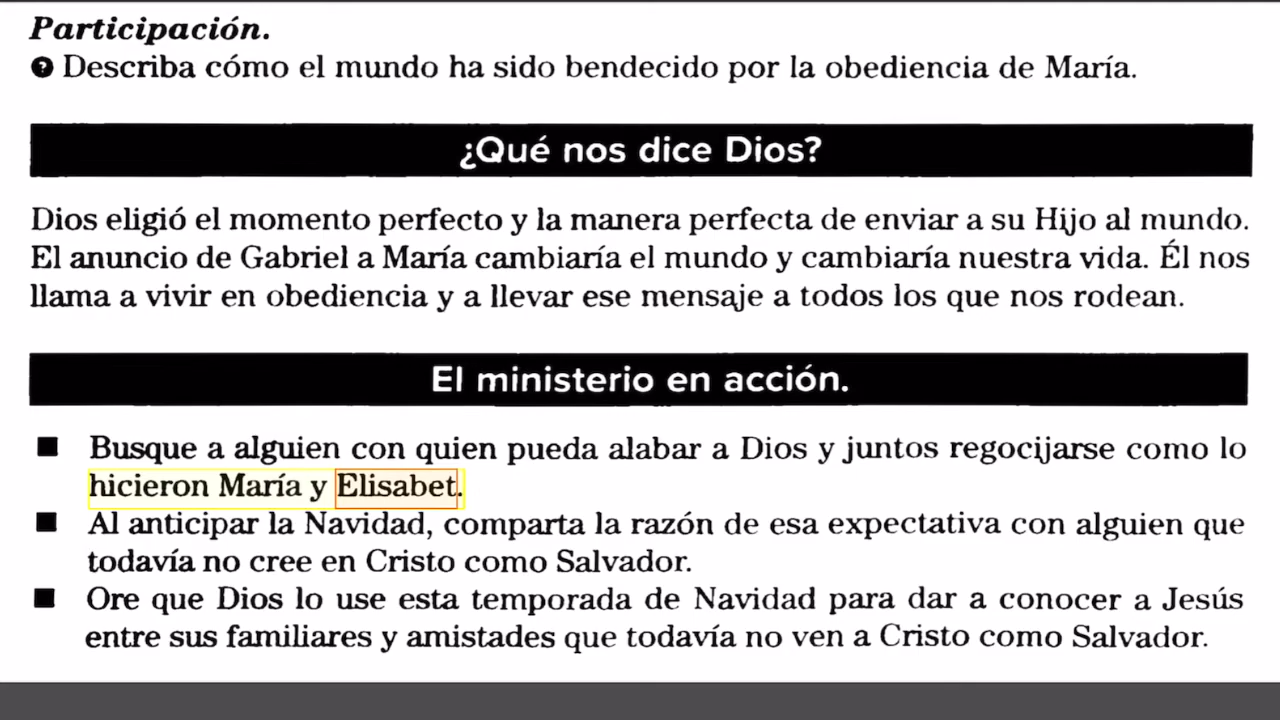 Participación.
Describa cómo el mundo ha sido bendecido por la obediencia de María.
¿Qué nos dice Dios?
Dios eligió el momento perfecto y la manera perfecta de enviar a su Hijo al mundo.
El anuncio de Gabriel a María cambiaría el mundo y cambiaría nuestra vida. Él nos
llama a vivir en obediencia y a llevar ese mensaje a todos los que nos rodean.
El ministerio en acción.
■ Busque a alguien con quien pueda alabar a Dios y juntos regocijarse como lo
hicieron María y Elisabet.
■ Al anticipar la Navidad, comparta la razón de esa expectativa con alguien que
todavía no cree en Cristo como Salvador.
■ Ore que Dios lo use esta temporada de Navidad para dar a conocer a Jesús
entre sus familiares y amistades que todavía no ven a Cristo como Salvador.